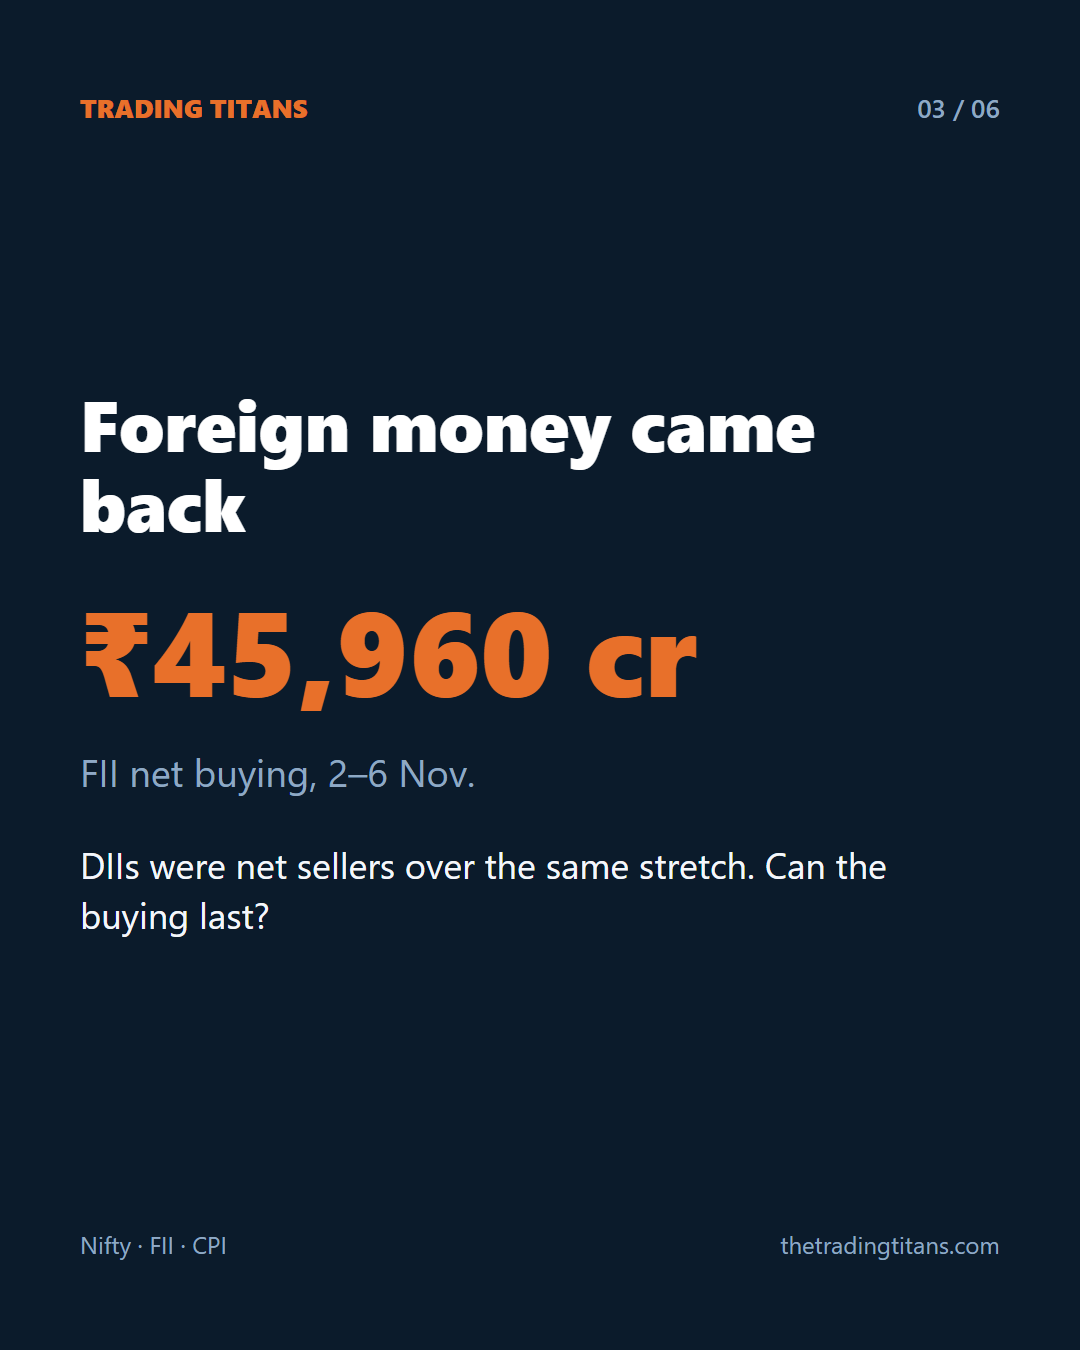 TRADING TITANS
03 / 06
Foreign money came
back
₹45,960 cr
FII net buying, 2–6 Nov.
DIIs were net sellers over the same stretch. Can the
buying last?
Nifty · FII · CPI
thetradingtitans.com